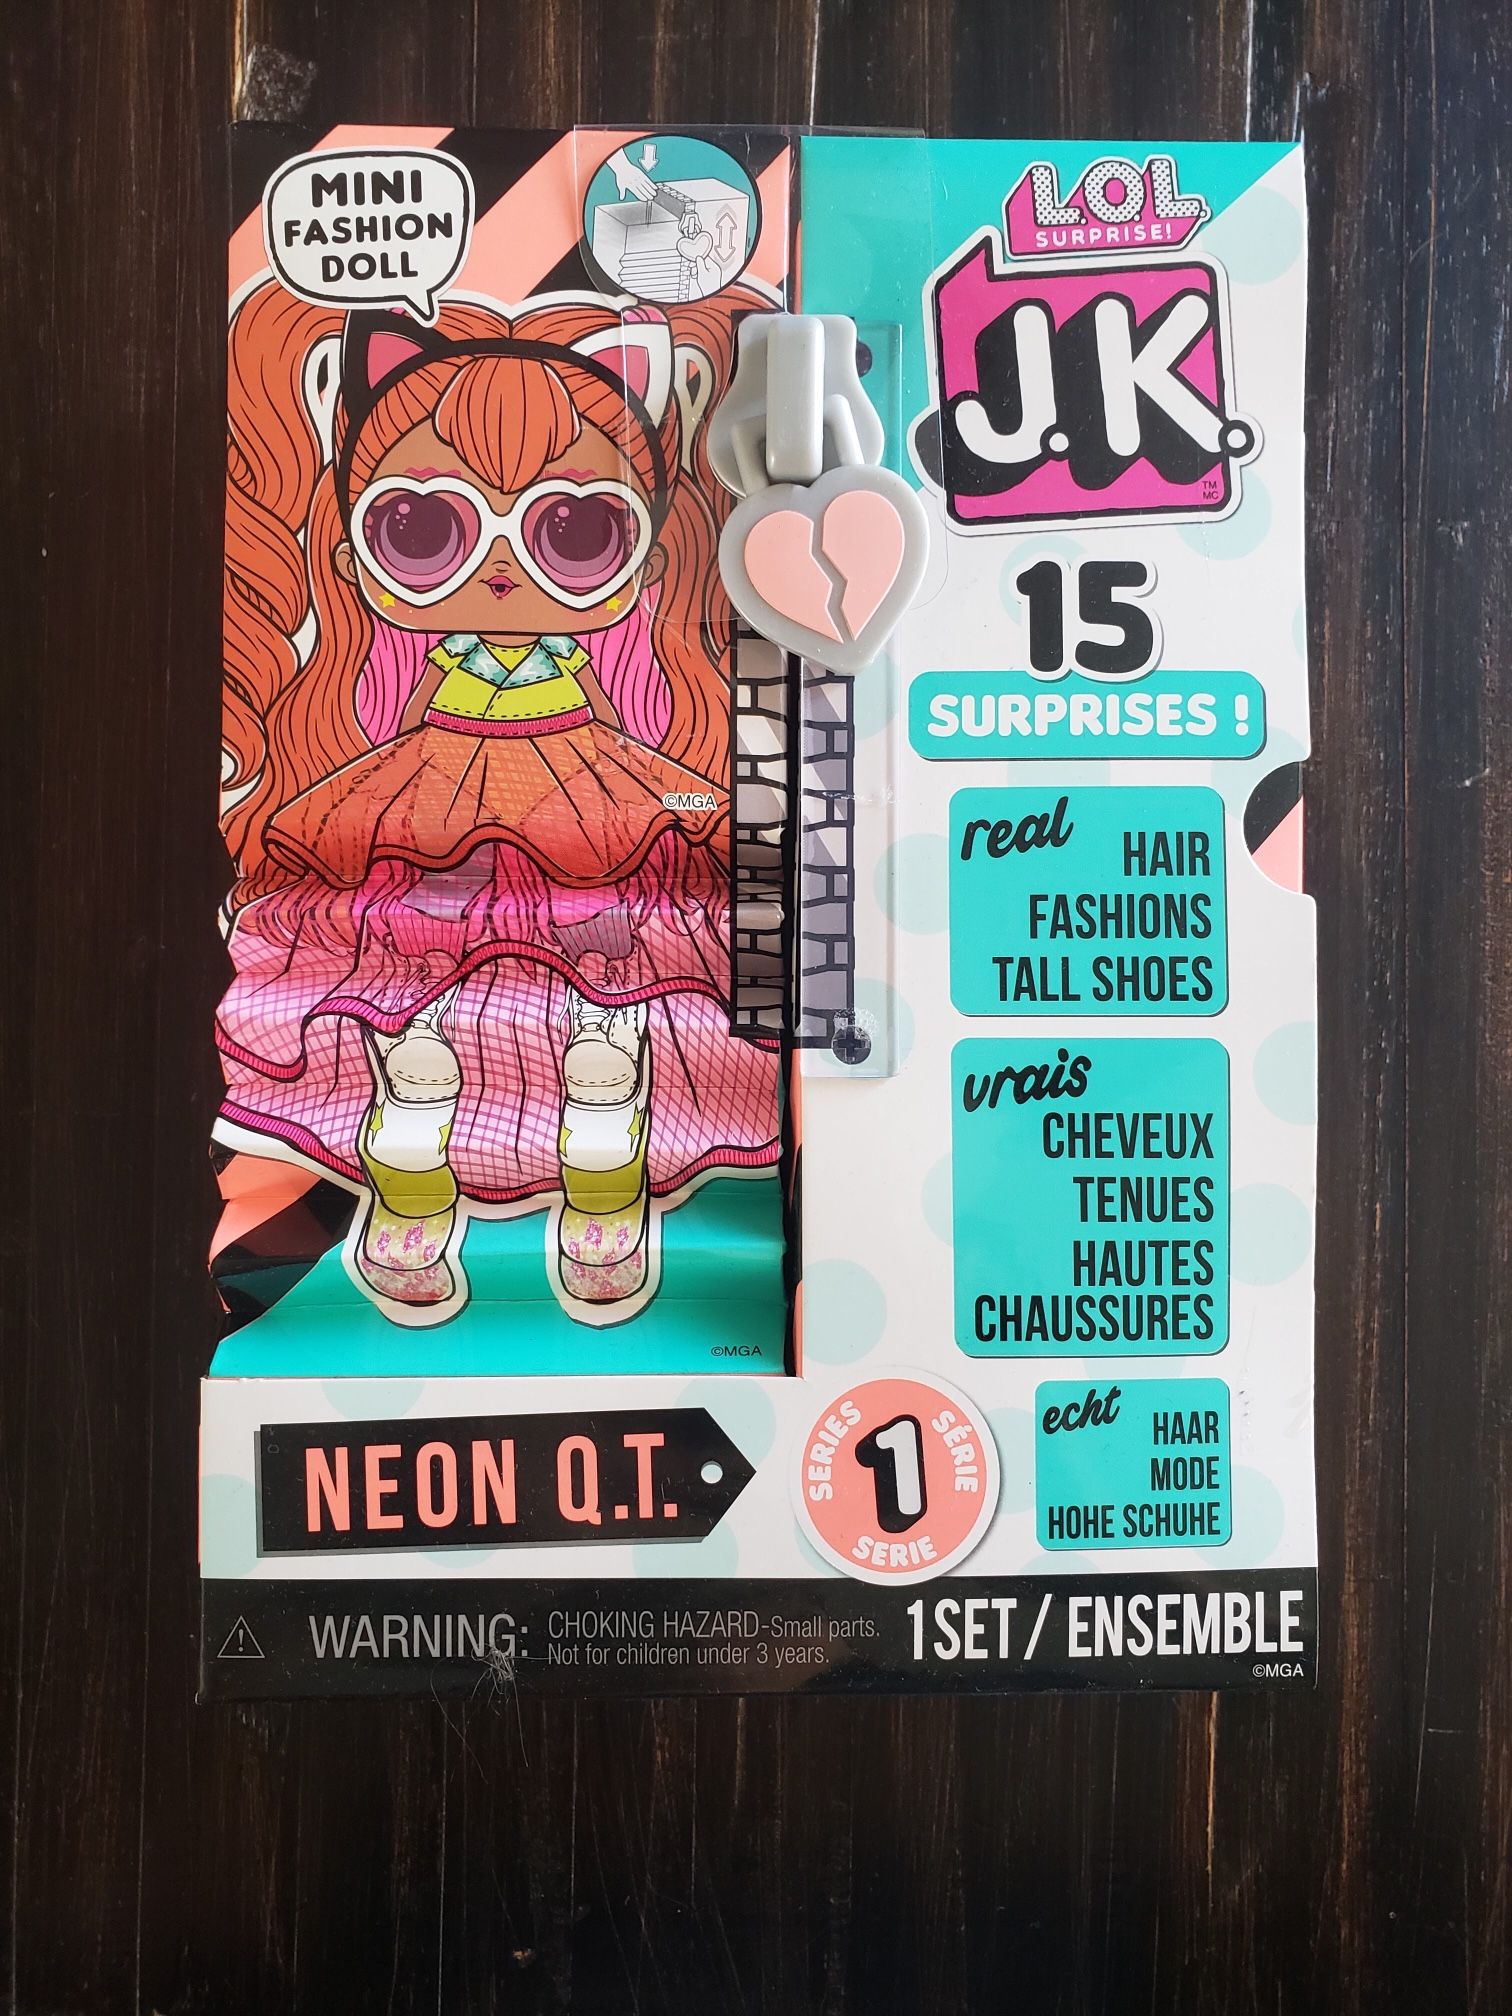 MINI
FASHION
DOLL
L.O.L.
SURPRISE!
J.K.
TM
MC
15
SURPRISES !
real HAIR
FASHIONS
TALL SHOES
©MGA
vrais
CHEVEUX
TENUES
HAUTES
CHAUSSURES
©MGA
echt HAAR
MODE
HOHE SCHUHE
NEON Q.T.
SERIES 1 SÉRIE
SERIE
WARNING: CHOKING HAZARD-Small parts.
Not for children under 3 years.
1 SET / ENSEMBLE
©MGA